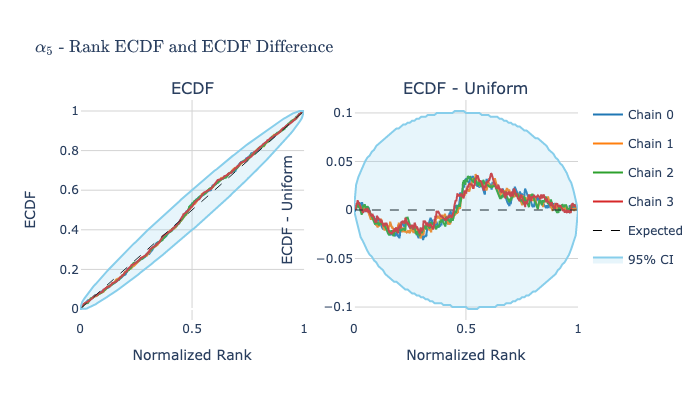 α₅ - Rank ECDF and ECDF Difference
ECDF
ECDF - Uniform
1
0.8
0.6
0.4
0.2
0
ECDF
0
0.5
1
Normalized Rank
0.1
0.05
0
−0.05
−0.1
ECDF - Uniform
0
0.5
1
Normalized Rank
Chain 0
Chain 1
Chain 2
Chain 3
Expected
95% CI